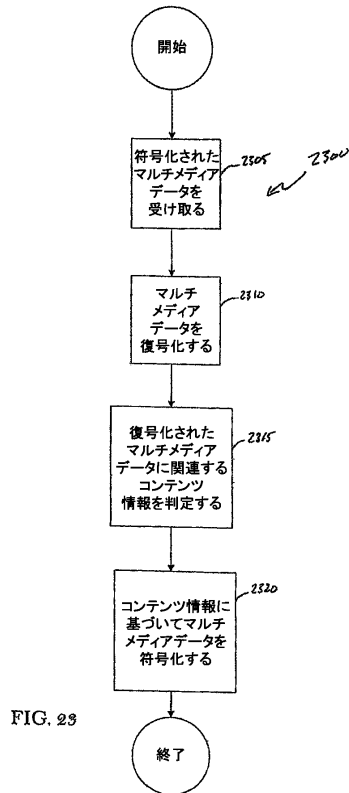 開始
符号化された
マルチメディア
データを
受け取る
2305
2300
マルチ
メディア
データを
復号化する
2310
復号化された
マルチメディア
データに関連する
コンテンツ
情報を判定する
2315
コンテンツ情報に
基づいてマルチ
メディアデータを
符号化する
2320
FIG. 23
終了